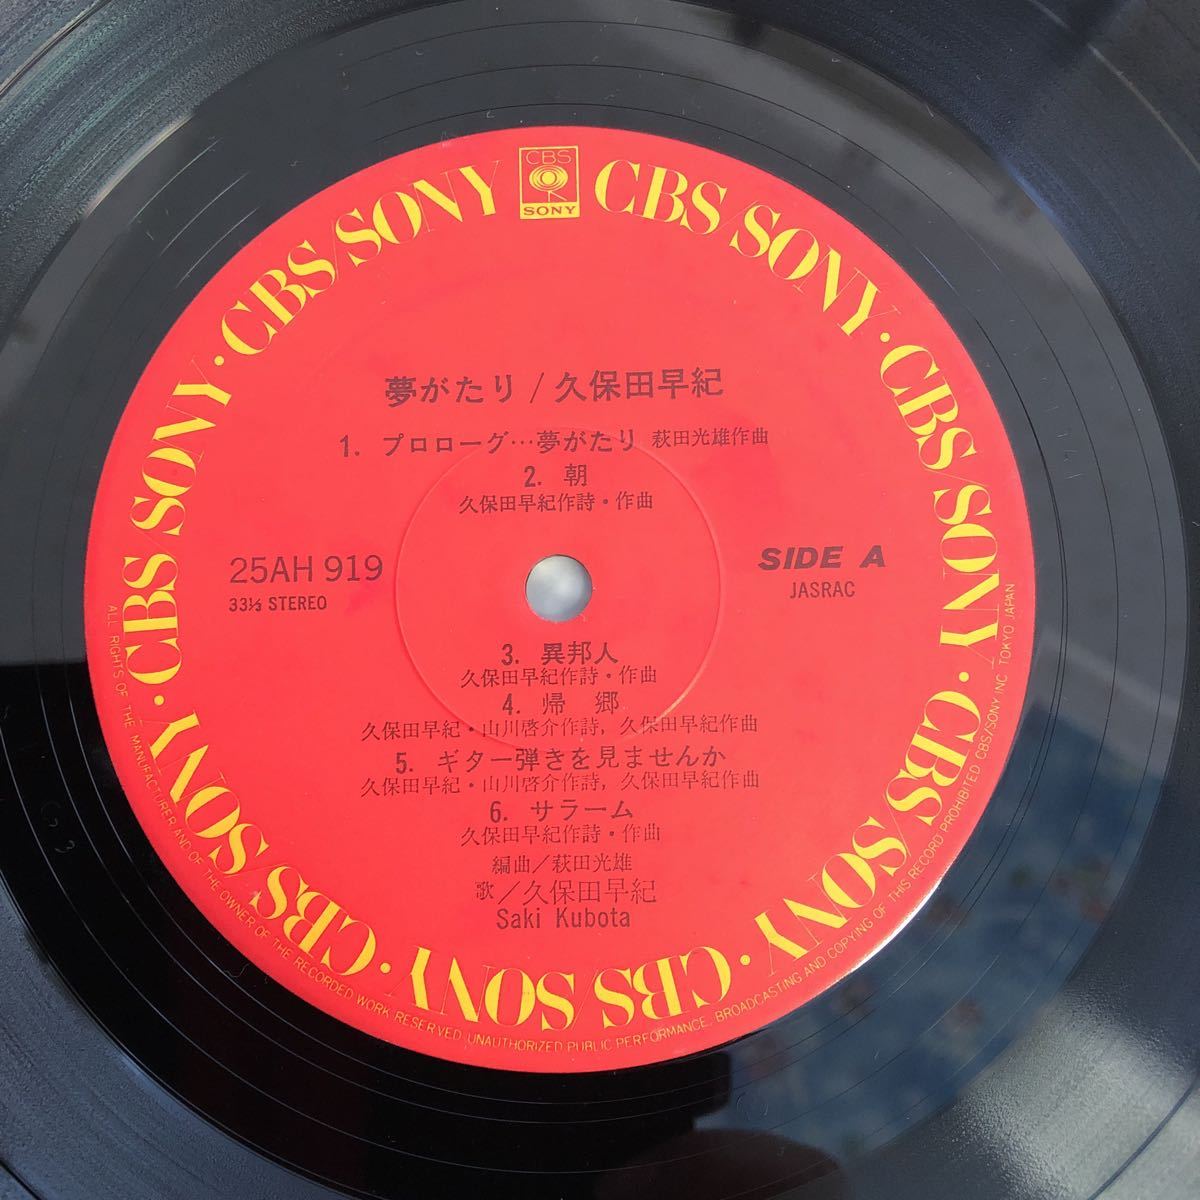 CBS
SONY
CBS/SONY · CBS/SONY · CBS/SONY · CBS/SONY · CBS/SONY · CBS/SONY · CBS/SONY · CBS/SONY
夢がたり / 久保田早紀
1. プロローグ…夢がたり 萩田光雄作曲
2. 朝
久保田早紀作詩・作曲
25AH 919
33⅓ STEREO
SIDE A
JASRAC
3. 異邦人
久保田早紀作詩・作曲
4. 帰 郷
久保田早紀・山川啓介作詩, 久保田早紀作曲
5. ギター弾きを見ませんか
久保田早紀・山川啓介作詩, 久保田早紀作曲
6. サラーム
久保田早紀作詩・作曲
編曲/萩田光雄
歌/久保田早紀
Saki Kubota
ALL RIGHTS OF THE MANUFACTURER AND OF THE OWNER OF THE RECORDED WORK RESERVED UNAUTHORIZED PUBLIC PERFORMANCE, BROADCASTING AND COPYING OF THIS RECORD PROHIBITED CBS/SONY INC TOKYO JAPAN